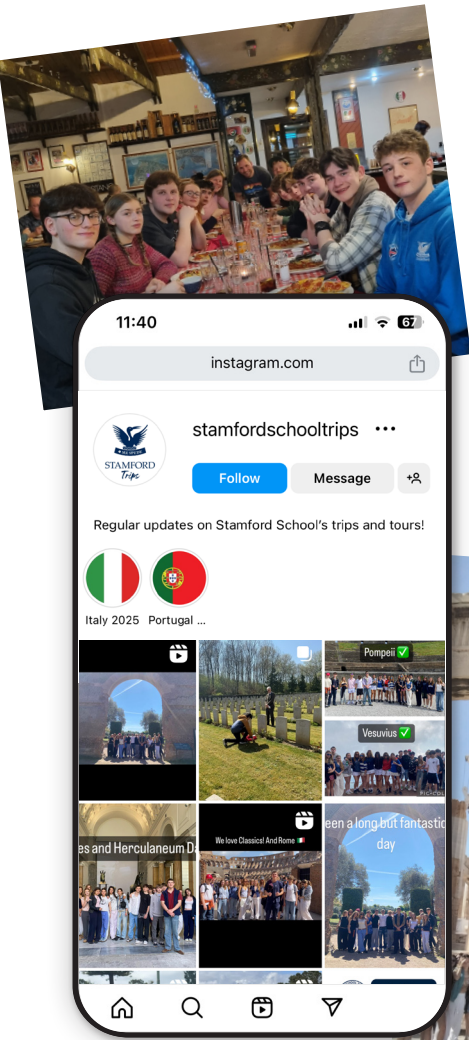 11:40
67
instagram.com
stamfordschooltrips
STAMFORD
Trips
Follow
Message
Regular updates on Stamford School's trips and tours!
Italy 2025
Portugal ...
Pompeii ✅
Vesuvius ✅
es and Herculaneum D
We love Classics! And Rome 🇮🇹
een a long but fantastic
day